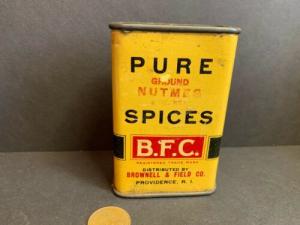 PURE
GROUND
NUTMEG
SPICES
B.F.C.
REGISTERED TRADE MARK
DISTRIBUTED BY
BROWNELL & FIELD CO.
PROVIDENCE, R. I.